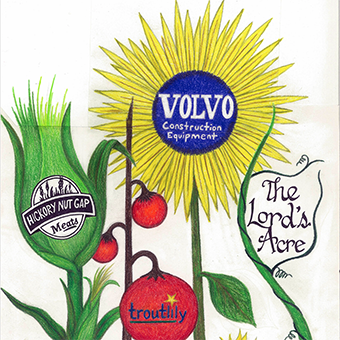 VOLVO
Construction
Equipment
HICKORY NUT GAP
Meats
The
Lord's
Acre
troutlily